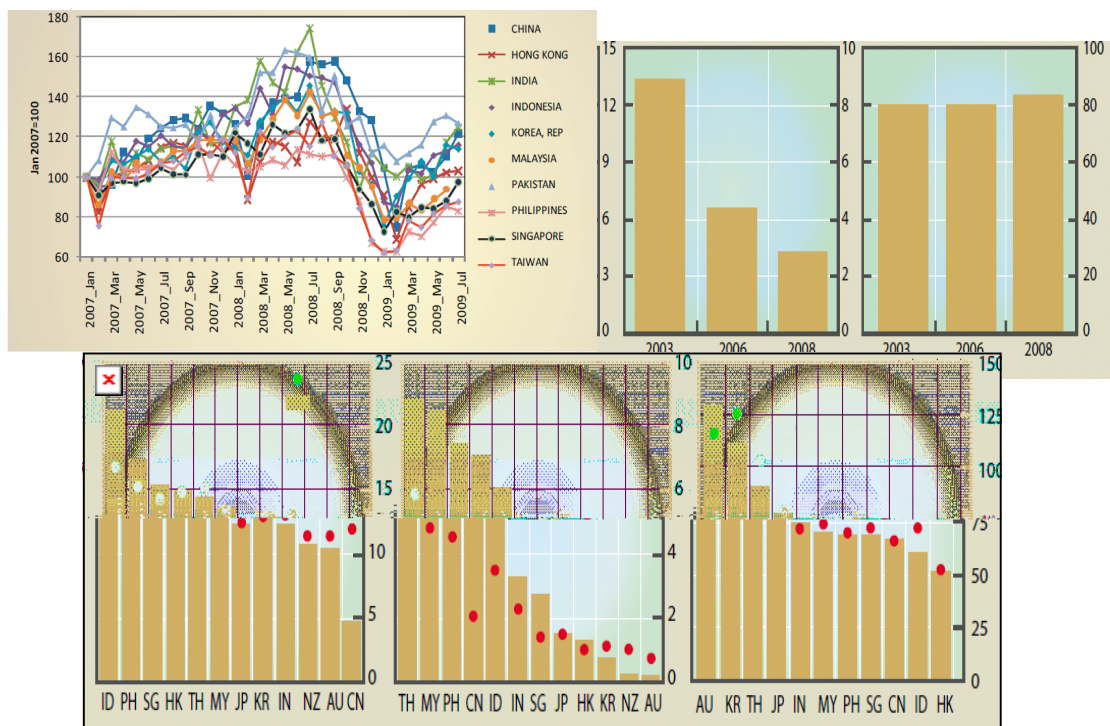 180
160
140
120
100
80
60
Jan 2007=100
2007_Jan
2007_Mar
2007_May
2007_Jul
2007_Sep
2007_Nov
2008_Jan
2008_Mar
2008_May
2008_Jul
2008_Sep
2008_Nov
2009_Jan
2009_Mar
2009_May
2009_Jul
CHINA
HONG KONG
INDIA
INDONESIA
KOREA, REP
MALAYSIA
PAKISTAN
PHILIPPINES
SINGAPORE
TAIWAN
15
12
9
6
3
0
0
2003 2006 2008
10
8
6
4
2
0
100
80
60
40
20
0
2003 2006 2008
25
20
15
10
5
0
ID PH SG HK TH MY JP KR IN NZ AU CN
10
8
6
4
2
0
TH MY PH CN ID IN SG JP HK KR NZ AU
150
125
100
75
50
25
0
AU KR TH JP IN MY PH SG CN ID HK